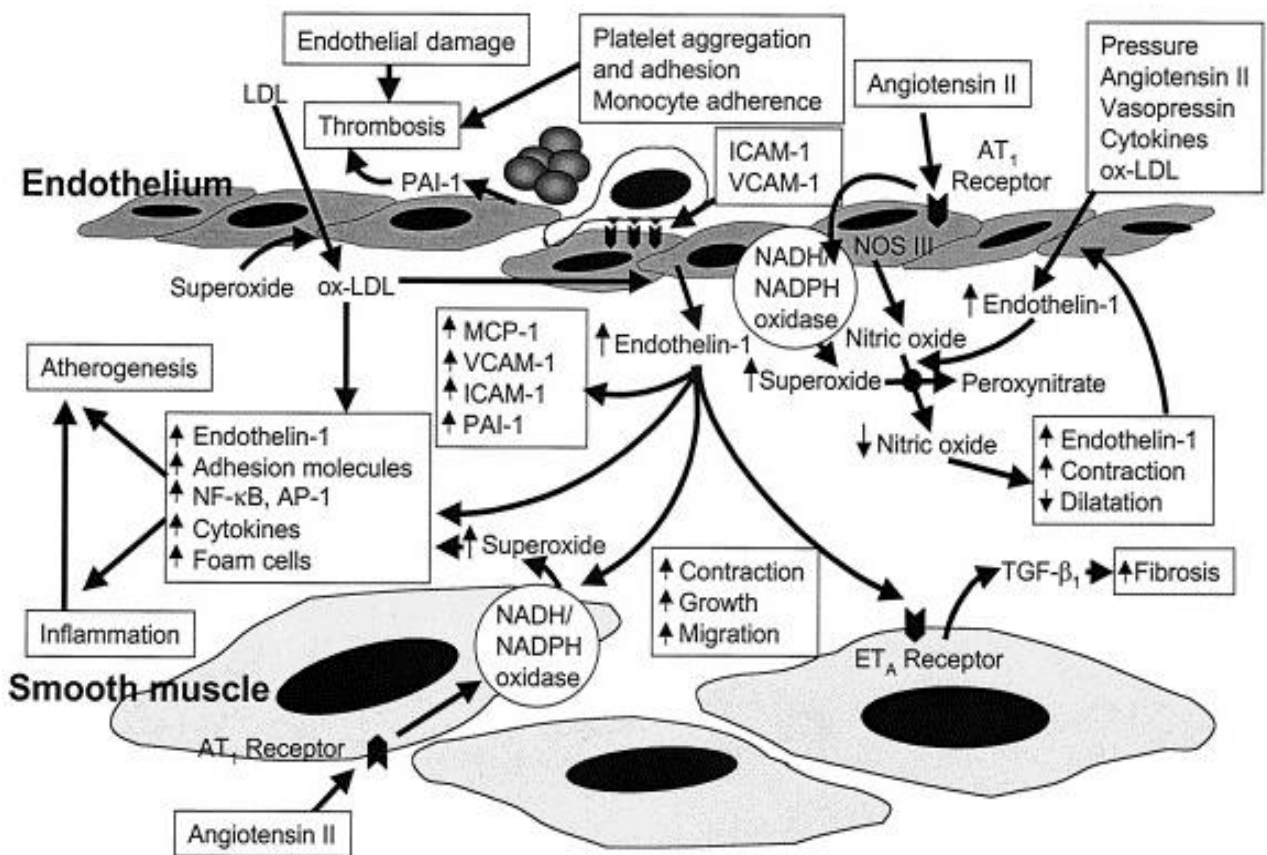 Endothelial damage
Platelet aggregation
and adhesion
Monocyte adherence
Pressure
Angiotensin II
Vasopressin
Cytokines
ox-LDL
Angiotensin II
LDL
Thrombosis
ICAM-1
VCAM-1
AT1
Receptor
Endothelium
PAI-1
NOS III
NADH/
NADPH
oxidase
Superoxide
ox-LDL
↑ Endothelin-1
↑ MCP-1
↑ VCAM-1
↑ ICAM-1
↑ PAI-1
↑ Endothelin-1
Nitric oxide
↑ Superoxide
Peroxynitrate
↓ Nitric oxide
Atherogenesis
↑ Endothelin-1
↑ Adhesion molecules
↑ NF-κB, AP-1
↑ Cytokines
↑ Foam cells
↑ Endothelin-1
↑ Contraction
↓ Dilatation
↑ Superoxide
↑ Contraction
↑ Growth
↑ Migration
TGF-β1
↑ Fibrosis
Inflammation
NADH/
NADPH
oxidase
ETA Receptor
Smooth muscle
AT1 Receptor
Angiotensin II